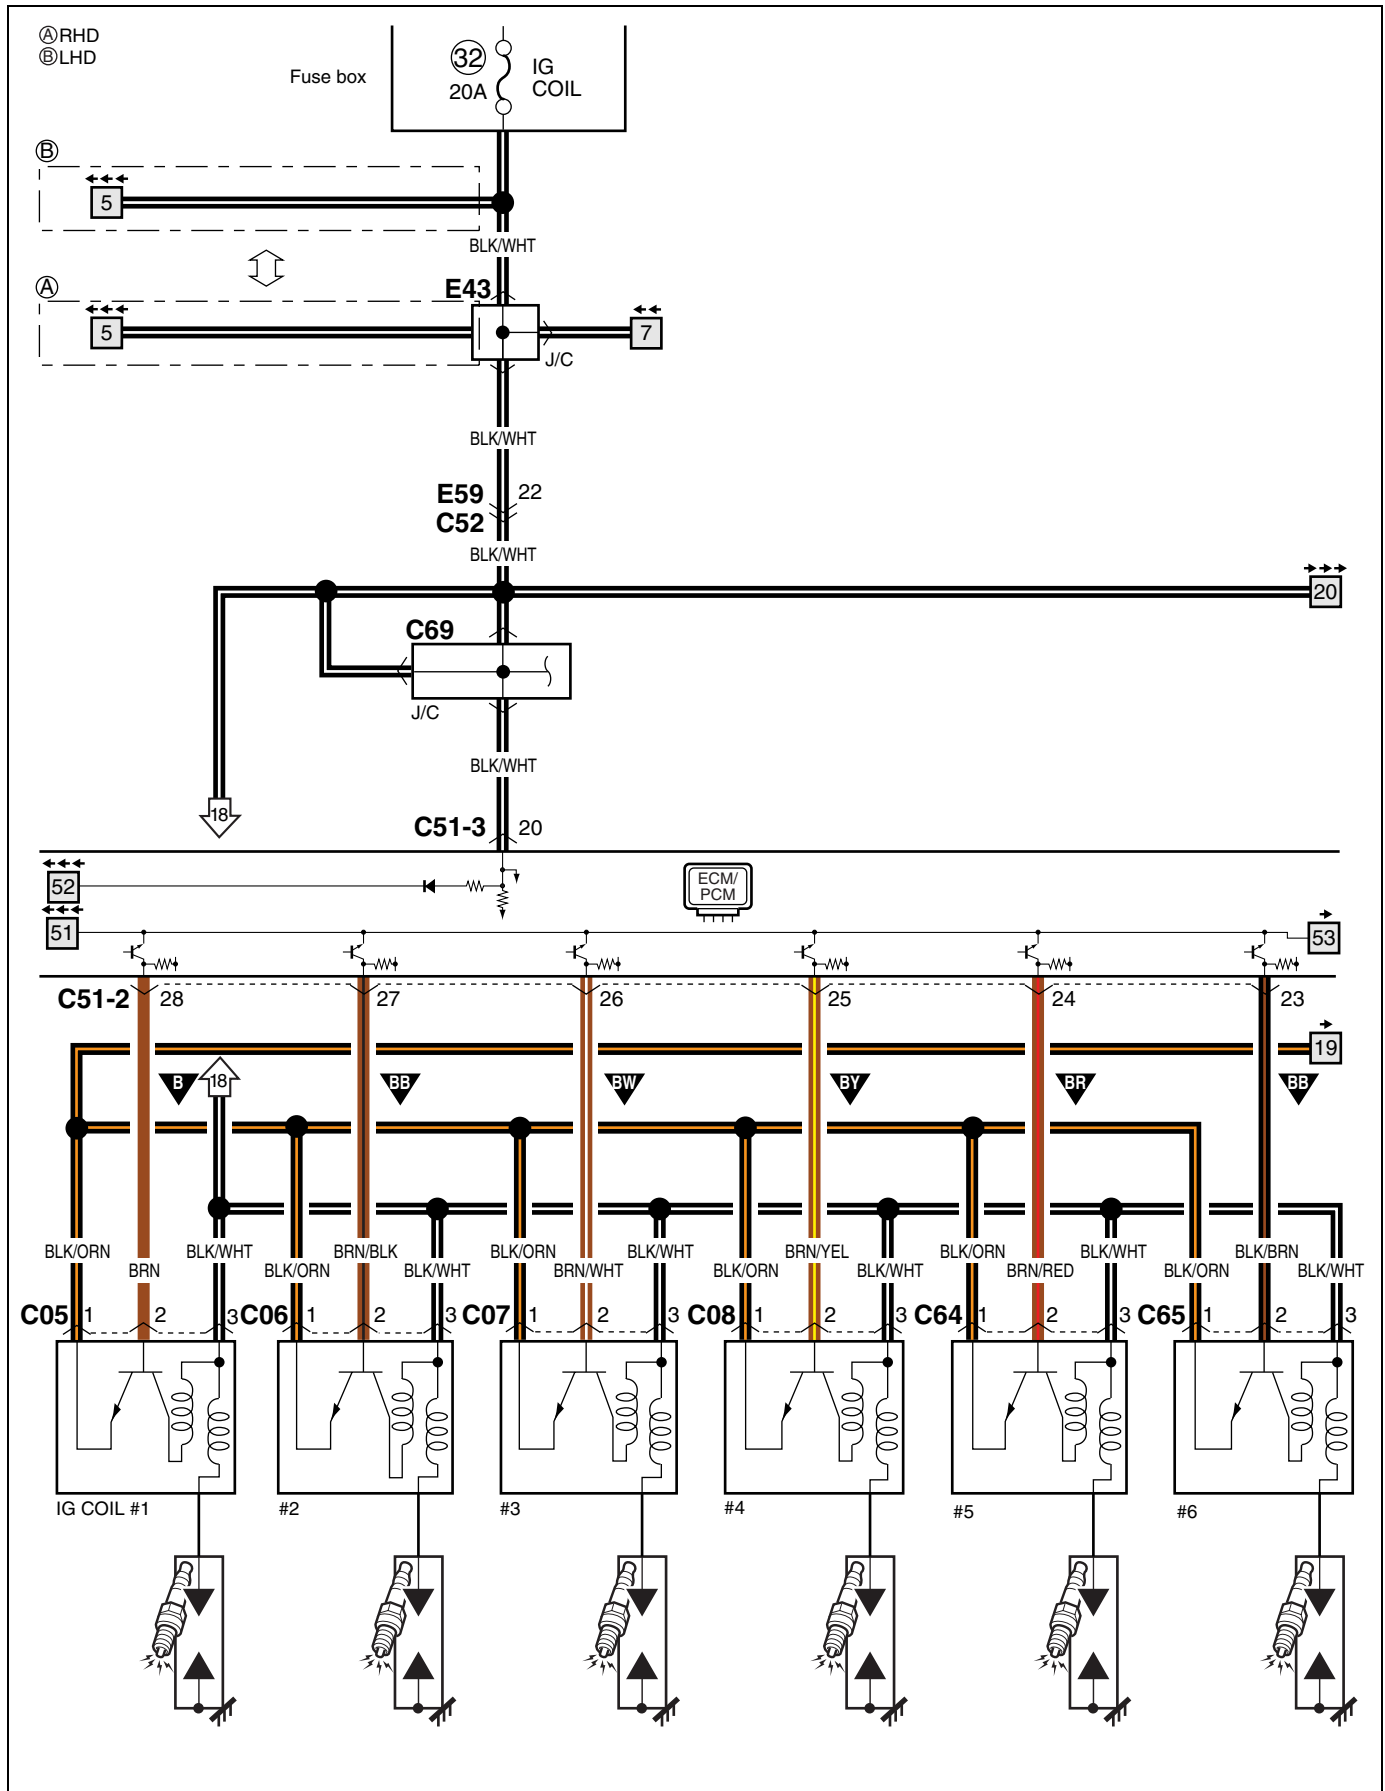 ⒶRHD
ⒷLHD
Fuse box
32
20A
IG
COIL
B
5
BLK/WHT
A
E43
5
7
J/C
BLK/WHT
E59 22
C52
BLK/WHT
20
C69
J/C
BLK/WHT
18
C51-3 20
52
ECM/
PCM
51
53
C51-2 28 27 26 25 24 23
19
B 18 BB BW BY BR BB
BLK/ORN BLK/WHT BRN/BLK BLK/ORN BLK/WHT BRN/YEL BLK/ORN BLK/WHT BLK/BRN
BRN BLK/ORN BLK/WHT BRN/WHT BLK/ORN BLK/WHT BRN/RED BLK/ORN BLK/WHT
C05 1 2 3 C06 1 2 3 C07 1 2 3 C08 1 2 3 C64 1 2 3 C65 1 2 3
IG COIL #1 #2 #3 #4 #5 #6